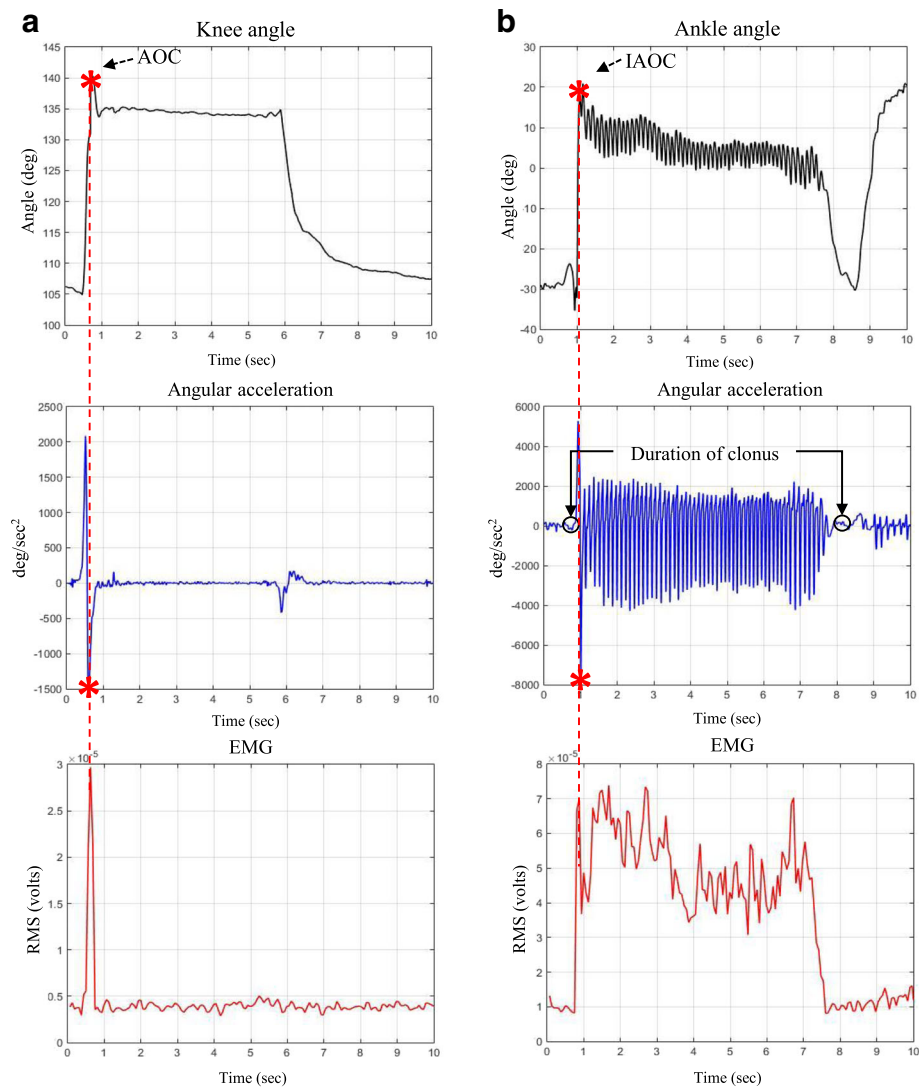 a
Knee angle
AOC
145
140
135
130
125
120
115
110
105
100
Angle (deg)
0 1 2 3 4 5 6 7 8 9 10
Time (sec)
Angular acceleration
2500
2000
1500
1000
500
0
-500
-1000
-1500
deg/sec²
0 1 2 3 4 5 6 7 8 9 10
Time (sec)
EMG
×10⁻⁵
3
2.5
2
1.5
1
0.5
0
RMS (volts)
0 1 2 3 4 5 6 7 8 9 10
Time (sec)
b
Ankle angle
IAOC
30
20
10
0
-10
-20
-30
-40
Angle (deg)
0 1 2 3 4 5 6 7 8 9 10
Time (sec)
Angular acceleration
Duration of clonus
6000
4000
2000
0
-2000
-4000
-6000
-8000
deg/sec²
0 1 2 3 4 5 6 7 8 9 10
Time (sec)
EMG
×10⁻⁵
8
7
6
5
4
3
2
1
0
RMS (volts)
0 1 2 3 4 5 6 7 8 9 10
Time (sec)